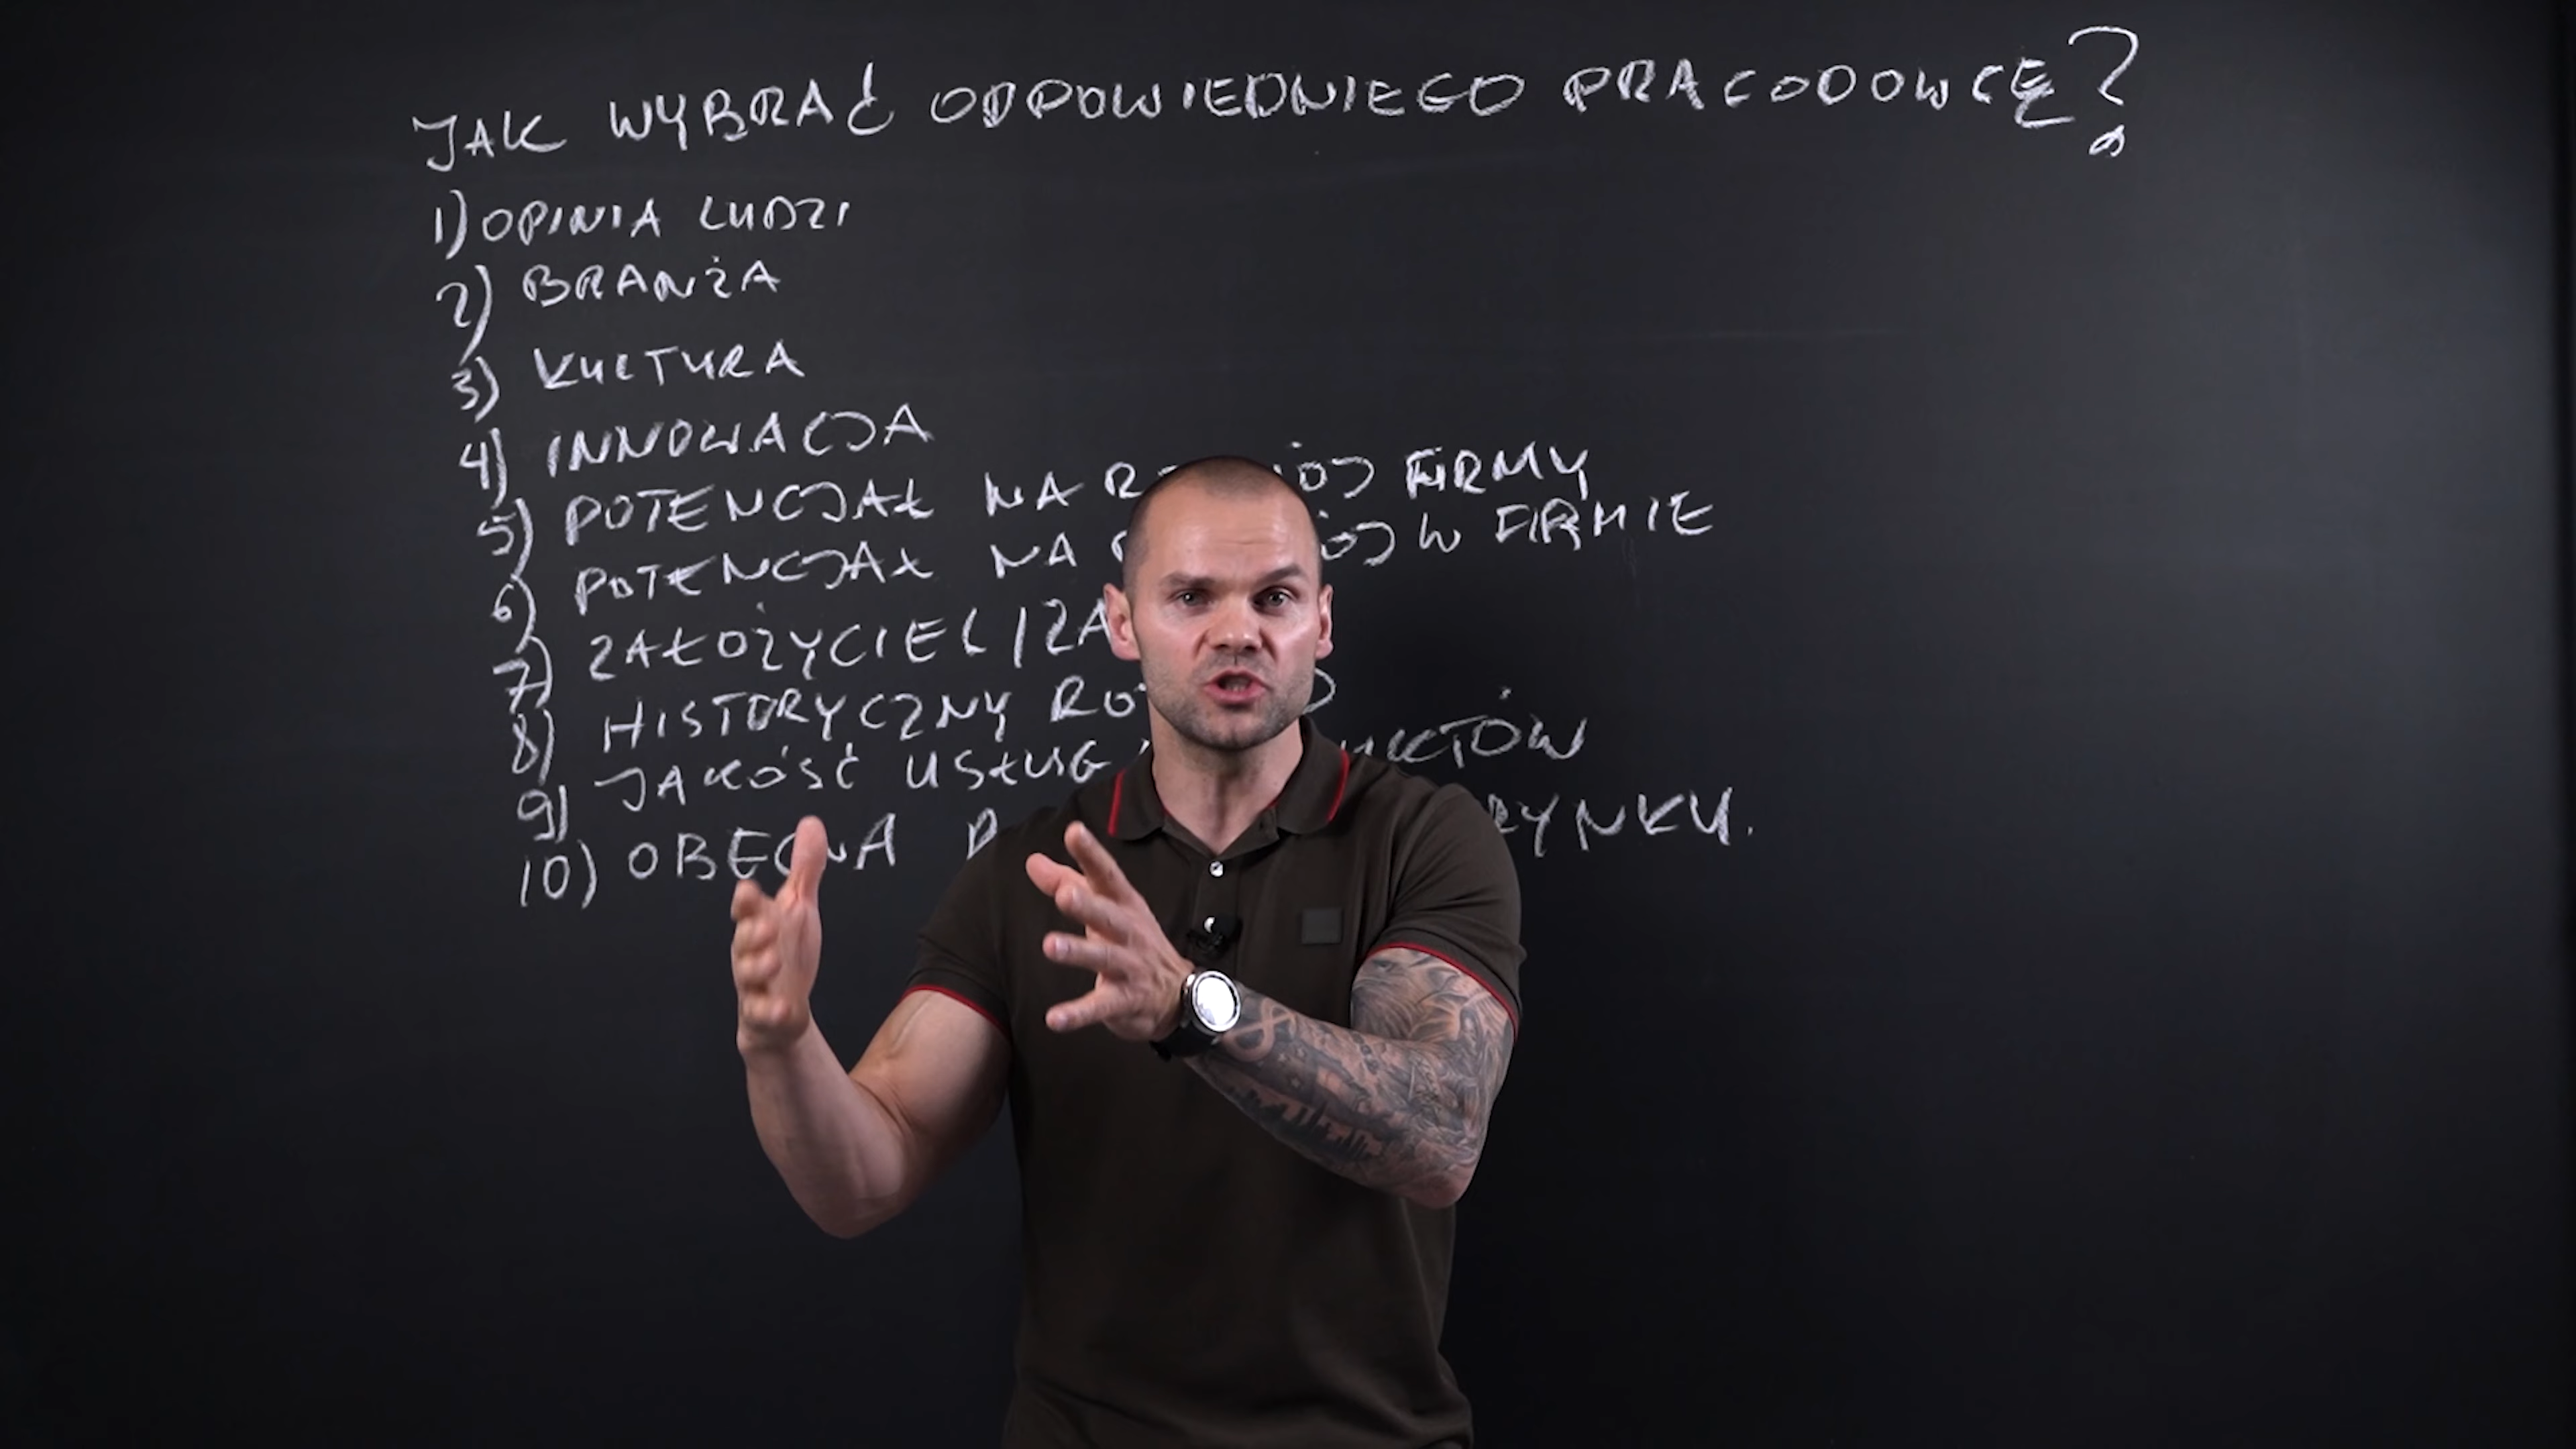 JAK WYBRAĆ ODPOWIEDNIEGO PRACODOWCĘ?
1) OPINIA LUDZI
2) BRANŻA
3) KULTURA
4) INNOWACJA
5) POTENCJAŁ NA FIRMY
6) POTENCJAŁ NA W FIRMIE
7) ZAŁOŻYCIEL /
8) HISTORYCZNY
9) JAKOŚĆ USŁUG
10) OBECNA RYNKU.